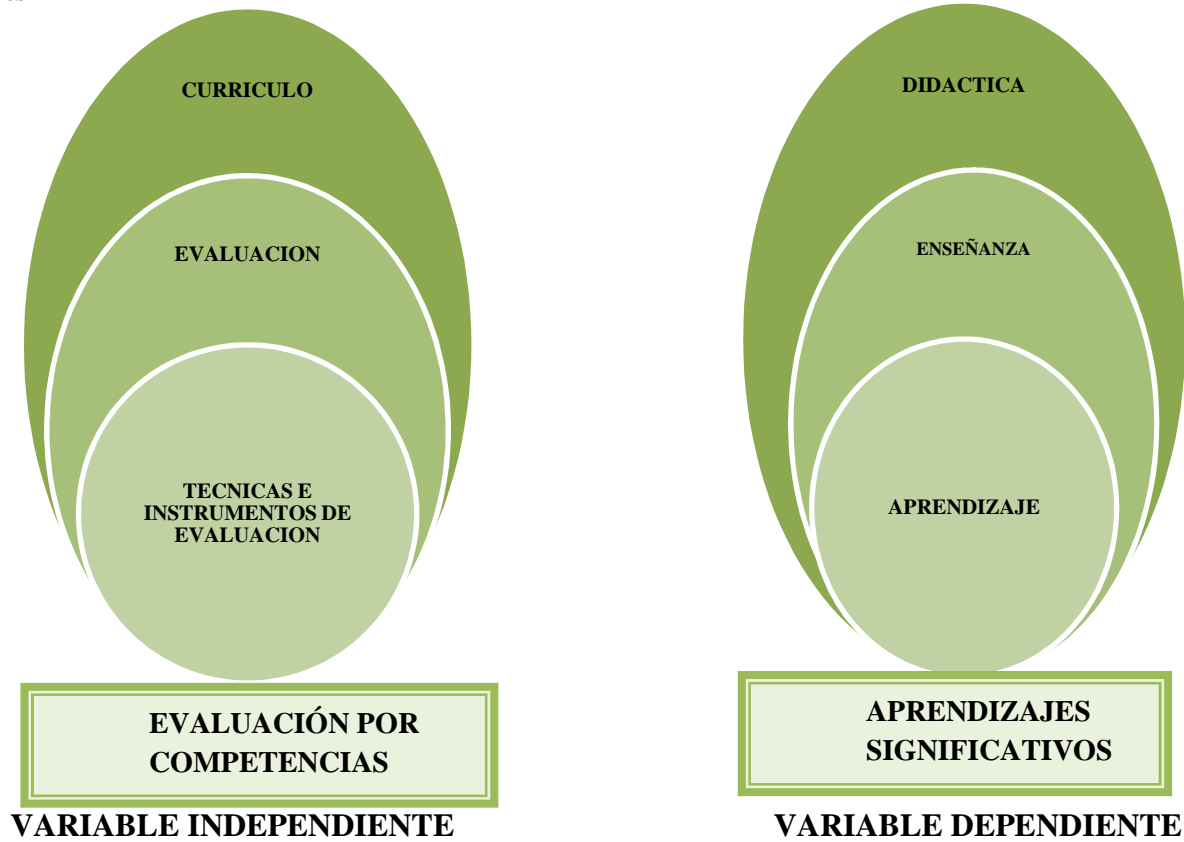 CURRICULO
EVALUACION
TECNICAS E
INSTRUMENTOS DE
EVALUACION
EVALUACIÓN POR
COMPETENCIAS
VARIABLE INDEPENDIENTE
DIDACTICA
ENSEÑANZA
APRENDIZAJE
APRENDIZAJES
SIGNIFICATIVOS
VARIABLE DEPENDIENTE